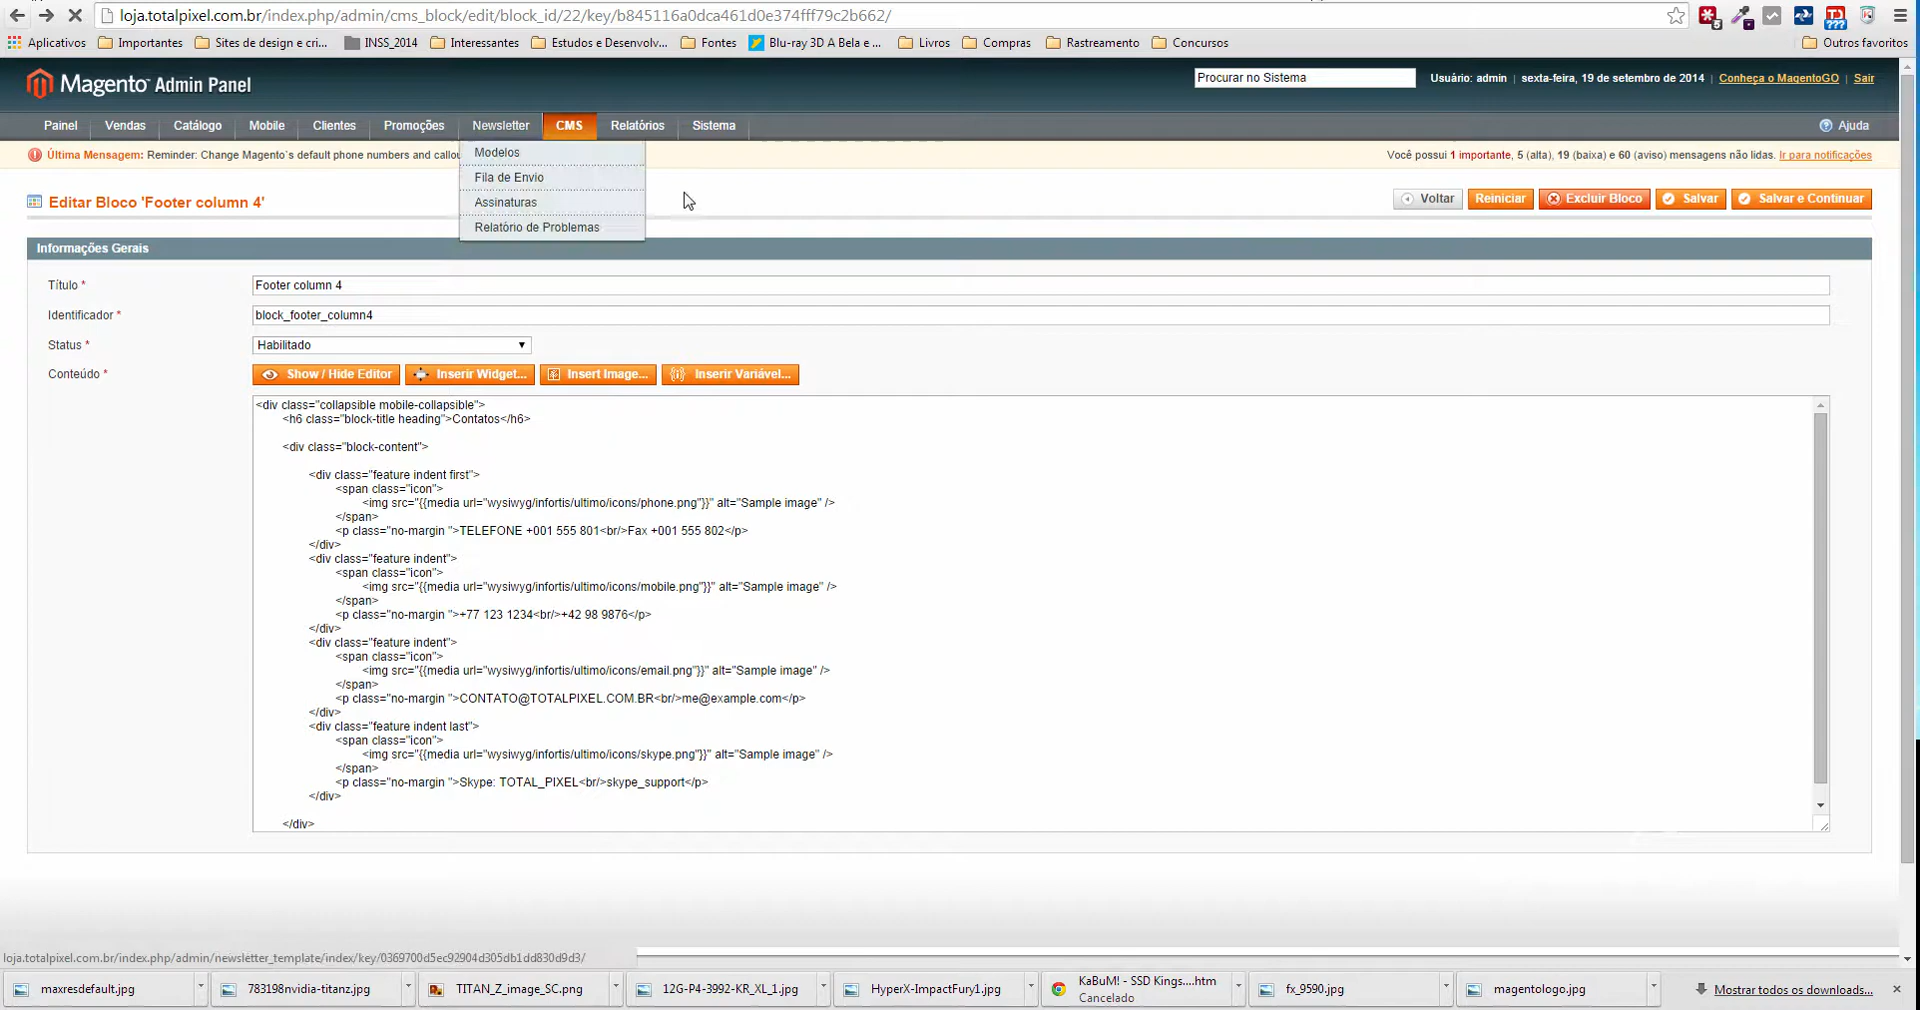 loja.totalpixel.com.br/index.php/admin/cms_block/edit/block_id/22/key/b845116a0dca461d0e374fff79c2b662/
Aplicativos Importantes Sites de design e cri... INSS_2014 Interessantes Estudos e Desenvolv... Fontes Blu-ray 3D A Bela e ... Livros Compras Rastreamento Concursos Outros favoritos
Magento Admin Panel
Procurar no Sistema
Usuário: admin | sexta-feira, 19 de setembro de 2014 | Conheça o MagentoGO | Sair
Painel Vendas Catálogo Mobile Clientes Promoções Newsletter CMS Relatórios Sistema Ajuda
Última Mensagem: Reminder: Change Magento`s default phone numbers and callou
Você possui 1 importante, 5 (alta), 19 (baixa) e 60 (aviso) mensagens não lidas. Ir para notificações
Modelos
Fila de Envio
Assinaturas
Relatório de Problemas
Editar Bloco 'Footer column 4'
Voltar Reiniciar Excluir Bloco Salvar Salvar e Continuar
Informações Gerais
Título * Footer column 4
Identificador * block_footer_column4
Status * Habilitado
Conteúdo * Show / Hide Editor Inserir Widget... Insert Image... Inserir Variável...
<div class="collapsible mobile-collapsible">
<h6 class="block-title heading">Contatos</h6>
<div class="block-content">
<div class="feature indent first">
<span class="icon">
<img src="{{media url="wysiwyg/infortis/ultimo/icons/phone.png"}}" alt="Sample image" />
</span>
<p class="no-margin ">TELEFONE +001 555 801<br/>Fax +001 555 802</p>
</div>
<div class="feature indent">
<span class="icon">
<img src="{{media url="wysiwyg/infortis/ultimo/icons/mobile.png"}}" alt="Sample image" />
</span>
<p class="no-margin ">+77 123 1234<br/>+42 98 9876</p>
</div>
<div class="feature indent">
<span class="icon">
<img src="{{media url="wysiwyg/infortis/ultimo/icons/email.png"}}" alt="Sample image" />
</span>
<p class="no-margin ">CONTATO@TOTALPIXEL.COM.BR<br/>me@example.com</p>
</div>
<div class="feature indent last">
<span class="icon">
<img src="{{media url="wysiwyg/infortis/ultimo/icons/skype.png"}}" alt="Sample image" />
</span>
<p class="no-margin ">Skype: TOTAL_PIXEL<br/>skype_support</p>
</div>
</div>
loja.totalpixel.com.br/index.php/admin/newsletter_template/index/key/0369700d5ec92904d305db1dd830d9d3/
maxresdefault.jpg 783198nvidia-titanz.jpg TITAN_Z_image_SC.png 12G-P4-3992-KR_XL_1.jpg HyperX-ImpactFury1.jpg KaBuM! - SSD Kings....htm fx_9590.jpg magentologo.jpg Mostrar todos os downloads...
Cancelado